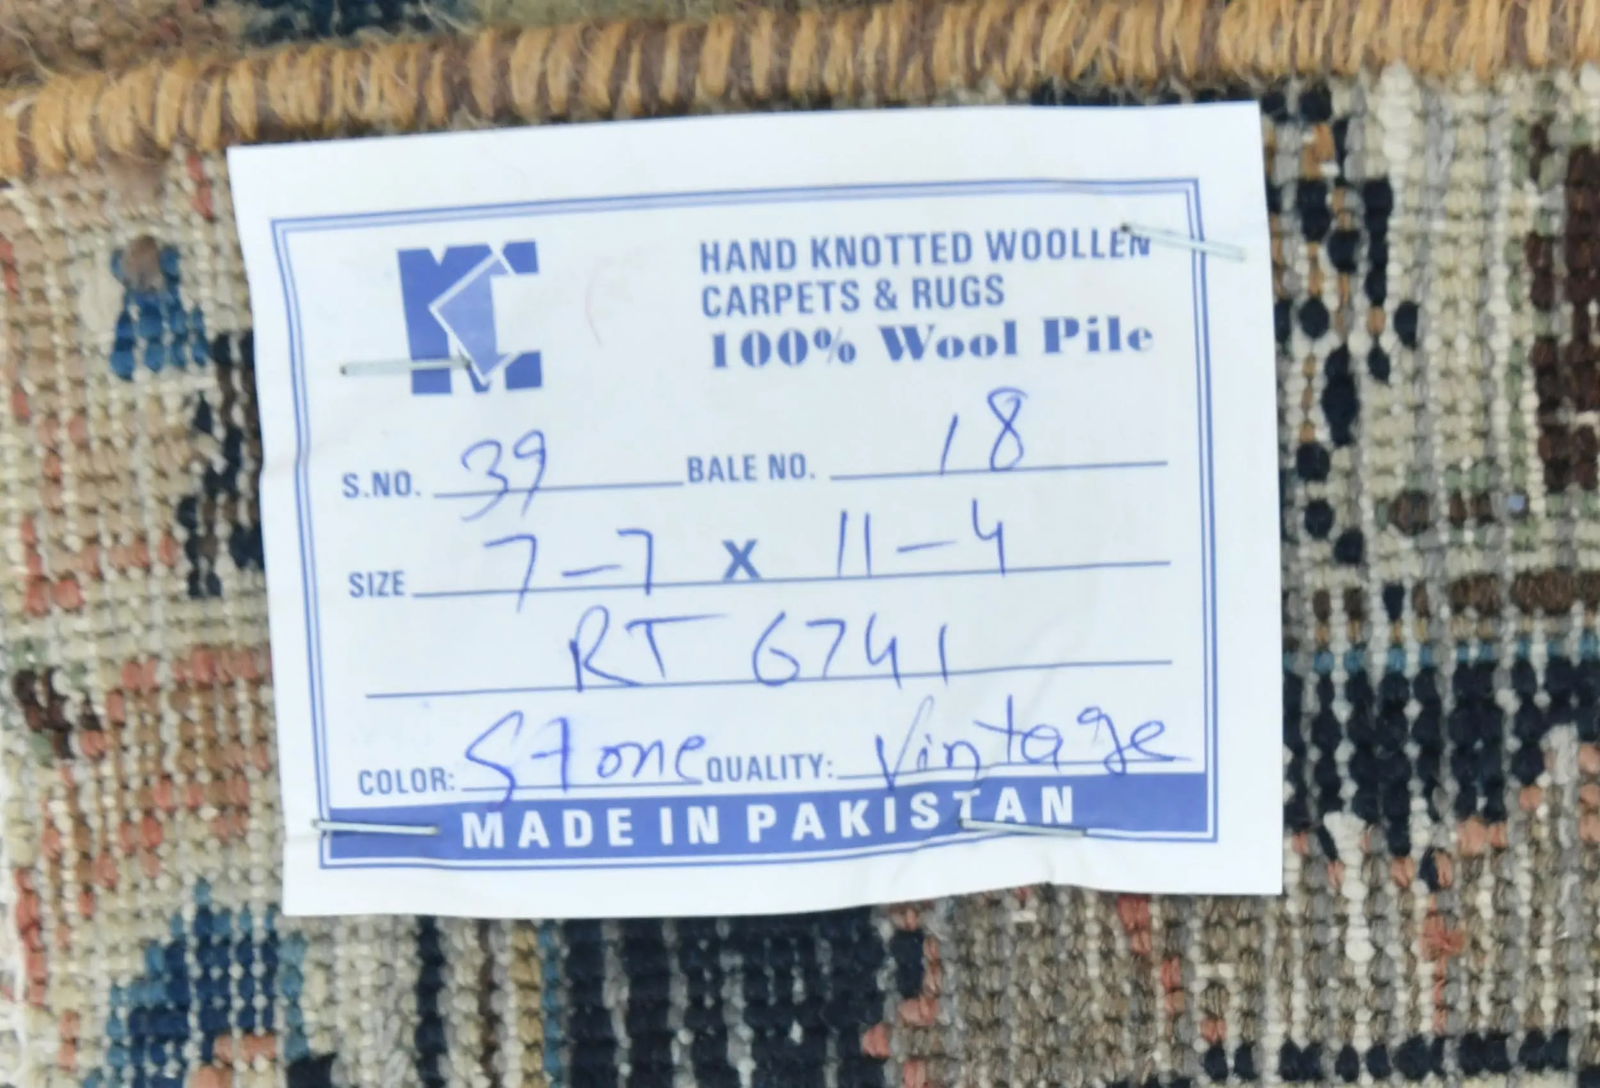 HAND KNOTTED WOOLLEN
CARPETS & RUGS
100% Wool Pile
S.NO. 39 BALE NO. 18
SIZE 7-7 X 11-4
RT 6741
COLOR: Stone QUALITY: Vintage
MADE IN PAKISTAN